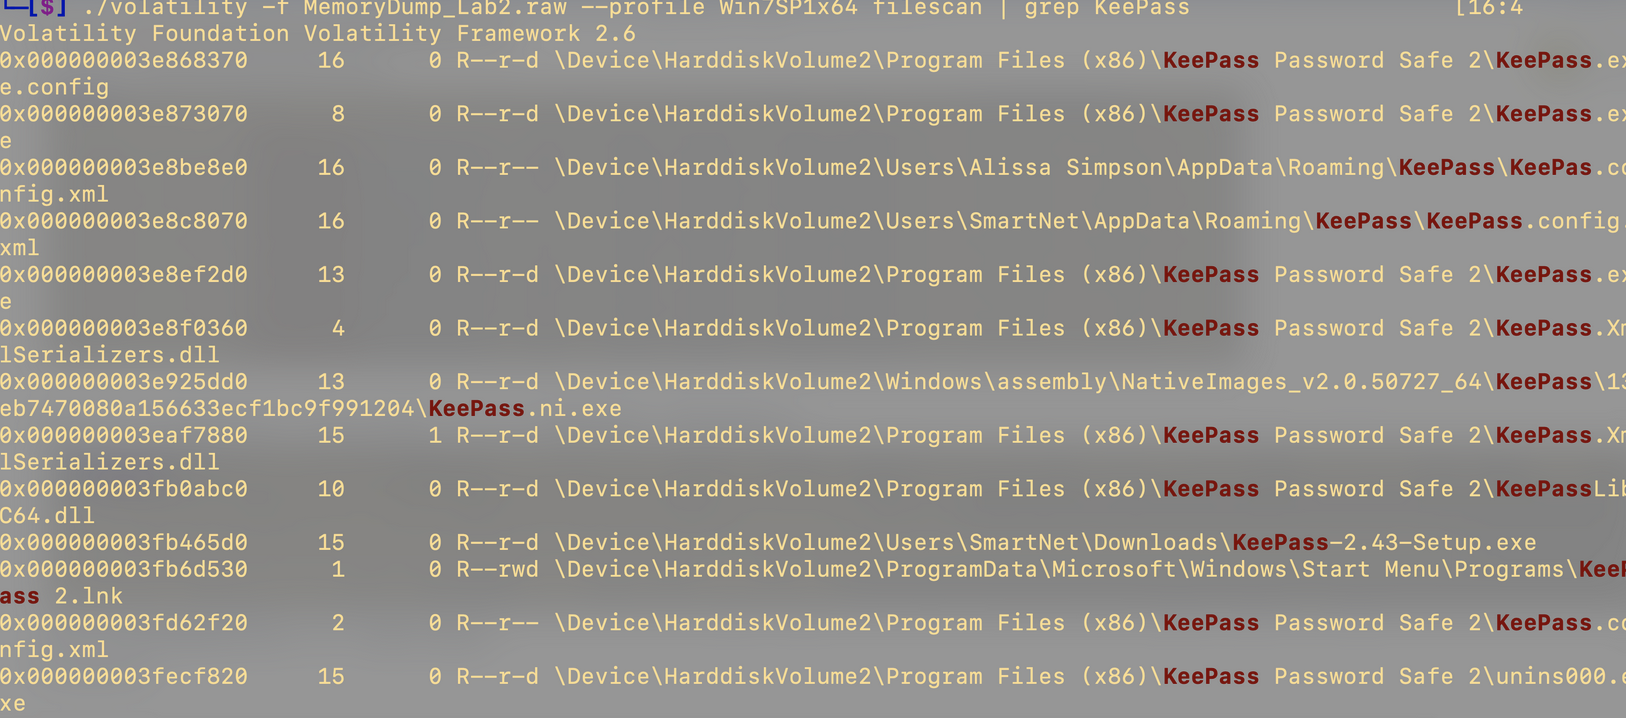 └─[$] ./volatility -f MemoryDump_Lab2.raw --profile Win7SP1x64 filescan | grep KeePass [16:4
Volatility Foundation Volatility Framework 2.6
0x000000003e868370 16 0 R--r-d \Device\HarddiskVolume2\Program Files (x86)\KeePass Password Safe 2\KeePass.ex
e.config
0x000000003e873070 8 0 R--r-d \Device\HarddiskVolume2\Program Files (x86)\KeePass Password Safe 2\KeePass.ex
e
0x000000003e8be8e0 16 0 R--r-- \Device\HarddiskVolume2\Users\Alissa Simpson\AppData\Roaming\KeePass\KeePas.co
nfig.xml
0x000000003e8c8070 16 0 R--r-- \Device\HarddiskVolume2\Users\SmartNet\AppData\Roaming\KeePass\KeePass.config.
xml
0x000000003e8ef2d0 13 0 R--r-d \Device\HarddiskVolume2\Program Files (x86)\KeePass Password Safe 2\KeePass.ex
e
0x000000003e8f0360 4 0 R--r-d \Device\HarddiskVolume2\Program Files (x86)\KeePass Password Safe 2\KeePass.Xm
lSerializers.dll
0x000000003e925dd0 13 0 R--r-d \Device\HarddiskVolume2\Windows\assembly\NativeImages_v2.0.50727_64\KeePass\13
eb7470080a156633ecf1bc9f991204\KeePass.ni.exe
0x000000003eaf7880 15 1 R--r-d \Device\HarddiskVolume2\Program Files (x86)\KeePass Password Safe 2\KeePass.Xm
lSerializers.dll
0x000000003fb0abc0 10 0 R--r-d \Device\HarddiskVolume2\Program Files (x86)\KeePass Password Safe 2\KeePassLib
C64.dll
0x000000003fb465d0 15 0 R--r-d \Device\HarddiskVolume2\Users\SmartNet\Downloads\KeePass-2.43-Setup.exe
0x000000003fb6d530 1 0 R--rwd \Device\HarddiskVolume2\ProgramData\Microsoft\Windows\Start Menu\Programs\KeeP
ass 2.lnk
0x000000003fd62f20 2 0 R--r-- \Device\HarddiskVolume2\Program Files (x86)\KeePass Password Safe 2\KeePass.co
nfig.xml
0x000000003fecf820 15 0 R--r-d \Device\HarddiskVolume2\Program Files (x86)\KeePass Password Safe 2\unins000.e
xe